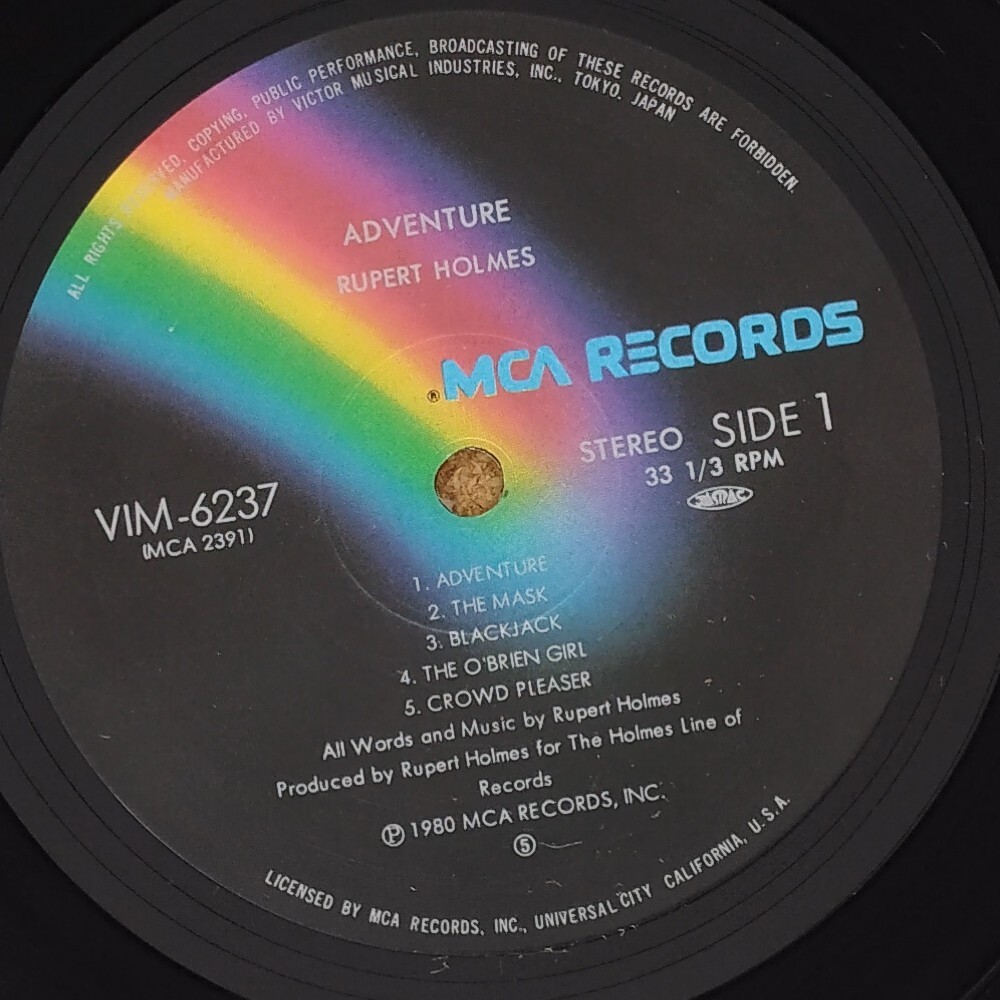 ALL RIGHTS RESERVED. COPYING, PUBLIC PERFORMANCE, BROADCASTING OF THESE RECORDS ARE FORBIDDEN.
MANUFACTURED BY VICTOR MUSICAL INDUSTRIES, INC., TOKYO. JAPAN
ADVENTURE
RUPERT HOLMES
® MCA RECORDS
STEREO SIDE 1
33 1/3 RPM
JASRAC
VIM-6237
(MCA 2391)
1. ADVENTURE
2. THE MASK
3. BLACKJACK
4. THE O'BRIEN GIRL
5. CROWD PLEASER
All Words and Music by Rupert Holmes
Produced by Rupert Holmes for The Holmes Line of
Records
℗ 1980 MCA RECORDS, INC.
⑤
LICENSED BY MCA RECORDS, INC., UNIVERSAL CITY CALIFORNIA, U.S.A.